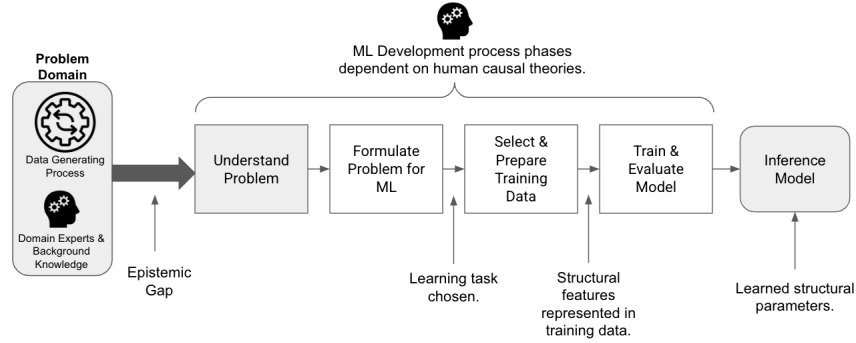 ML Development process phases
dependent on human causal theories.
Problem
Domain
Data Generating
Process
Domain Experts &
Background
Knowledge
Understand
Problem
Formulate
Problem for
ML
Select &
Prepare
Training
Data
Train &
Evaluate
Model
Inference
Model
Epistemic
Gap
Learning task
chosen.
Structural
features
represented in
training data.
Learned structural
parameters.